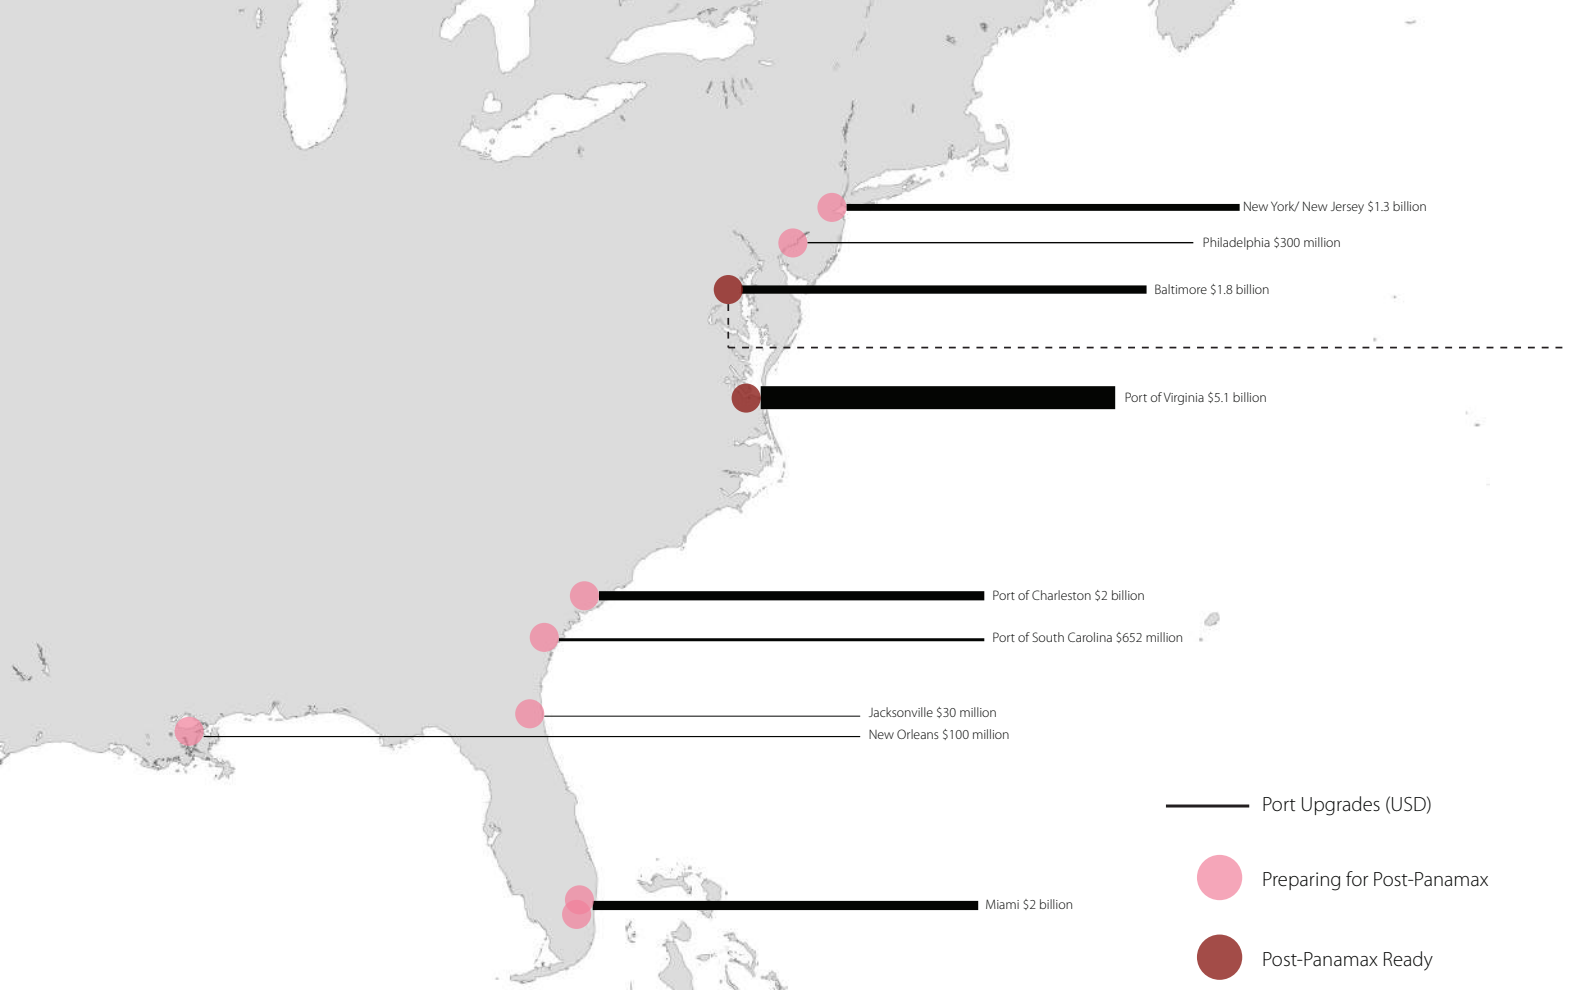 New York/ New Jersey $1.3 billion
Philadelphia $300 million
Baltimore $1.8 billion
Port of Virginia $5.1 billion
Port of Charleston $2 billion
Port of South Carolina $652 million
Jacksonville $30 million
New Orleans $100 million
Port Upgrades (USD)
Preparing for Post-Panamax
Miami $2 billion
Post-Panamax Ready